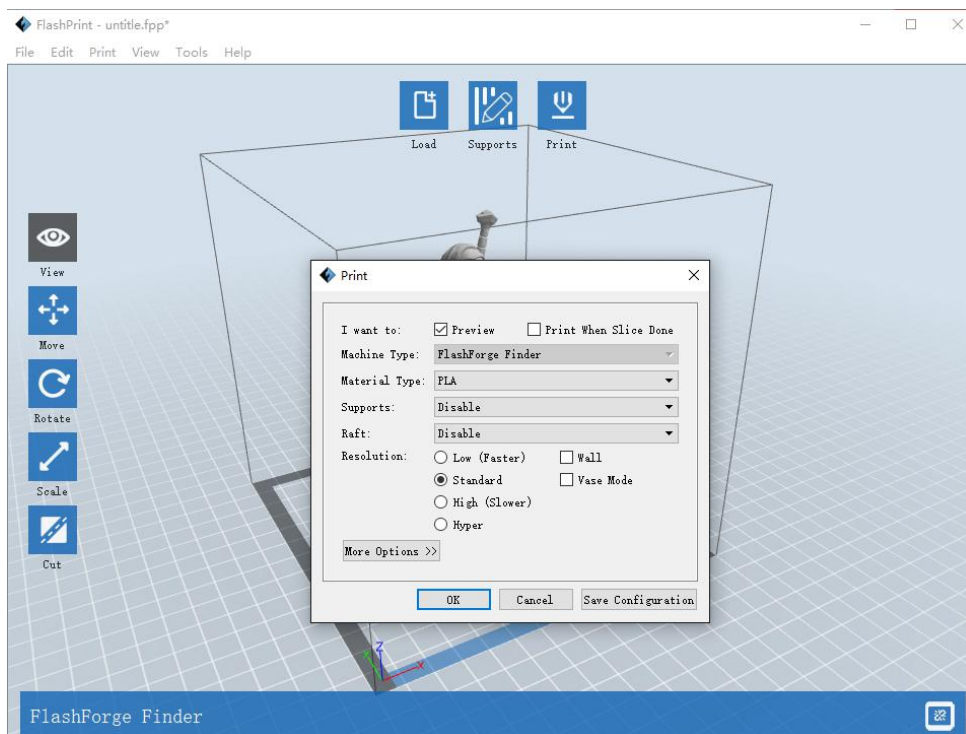 FlashPrint - untitle.fpp*
File Edit Print View Tools Help
Load Supports Print
View
Move
Rotate
Scale
Cut
Print
I want to: Preview Print When Slice Done
Machine Type: FlashForge Finder
Material Type: PLA
Supports: Disable
Raft: Disable
Resolution: Low (Faster) Wall
Standard Vase Mode
High (Slower)
Hyper
More Options >>
OK Cancel Save Configuration
Z
X
FlashForge Finder